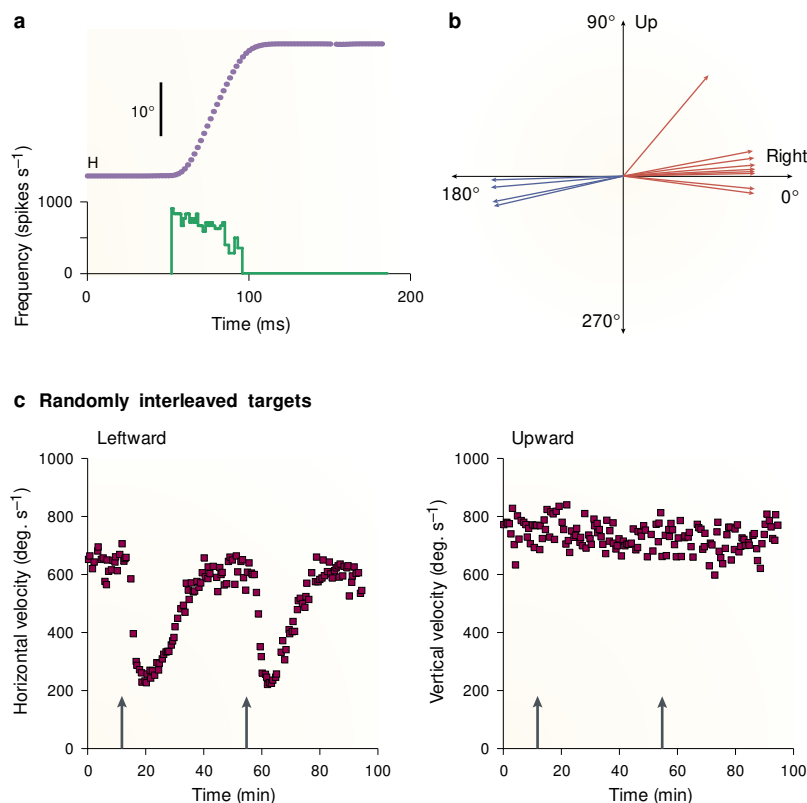 a
10°
H
Frequency (spikes s⁻¹)
1000
0
0
100
200
Time (ms)
b
90°
Up
Right
180°
0°
270°
c Randomly interleaved targets
Leftward
Horizontal velocity (deg. s⁻¹)
1000
800
600
400
200
0
0
20
40
60
80
100
Time (min)
Upward
Vertical velocity (deg. s⁻¹)
1000
800
600
400
200
0
0
20
40
60
80
100
Time (min)